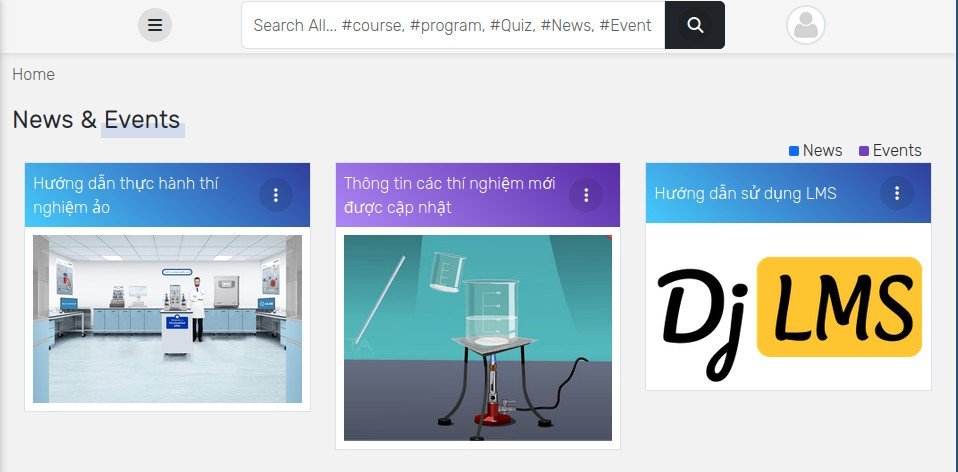 Search All... #course, #program, #Quiz, #News, #Event
Home
News & Events
News
Events
Hướng dẫn thực hành thí
nghiệm ảo
Thông tin các thí nghiệm mới
được cập nhật
Hướng dẫn sử dụng LMS
Dj LMS